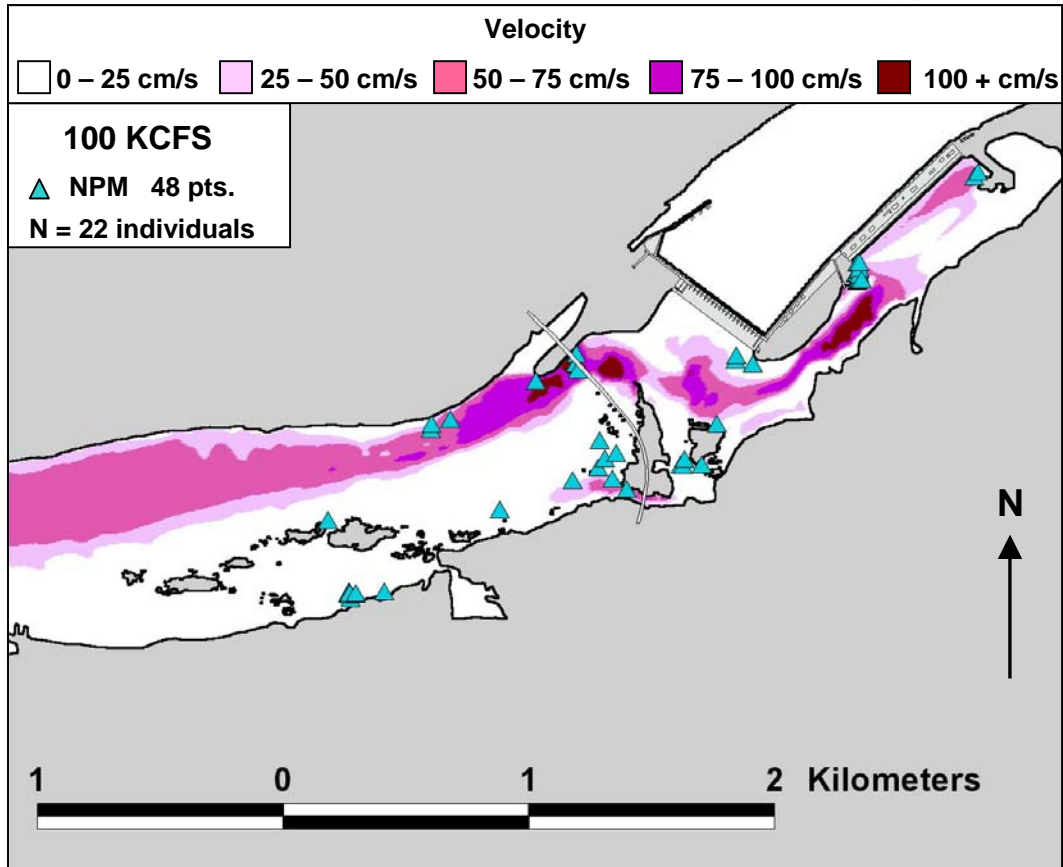 Velocity
0 – 25 cm/s 25 – 50 cm/s 50 – 75 cm/s 75 – 100 cm/s 100 + cm/s
100 KCFS
NPM 48 pts.
N = 22 individuals
N
1 0 1 2 Kilometers